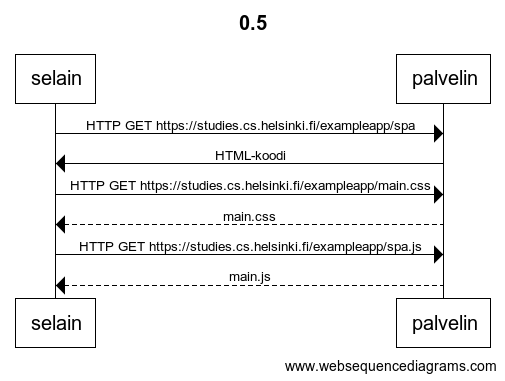 0.5
selain palvelin
HTTP GET https://studies.cs.helsinki.fi/exampleapp/spa
HTML-koodi
HTTP GET https://studies.cs.helsinki.fi/exampleapp/main.css
main.css
HTTP GET https://studies.cs.helsinki.fi/exampleapp/spa.js
main.js
selain palvelin
www.websequencediagrams.com